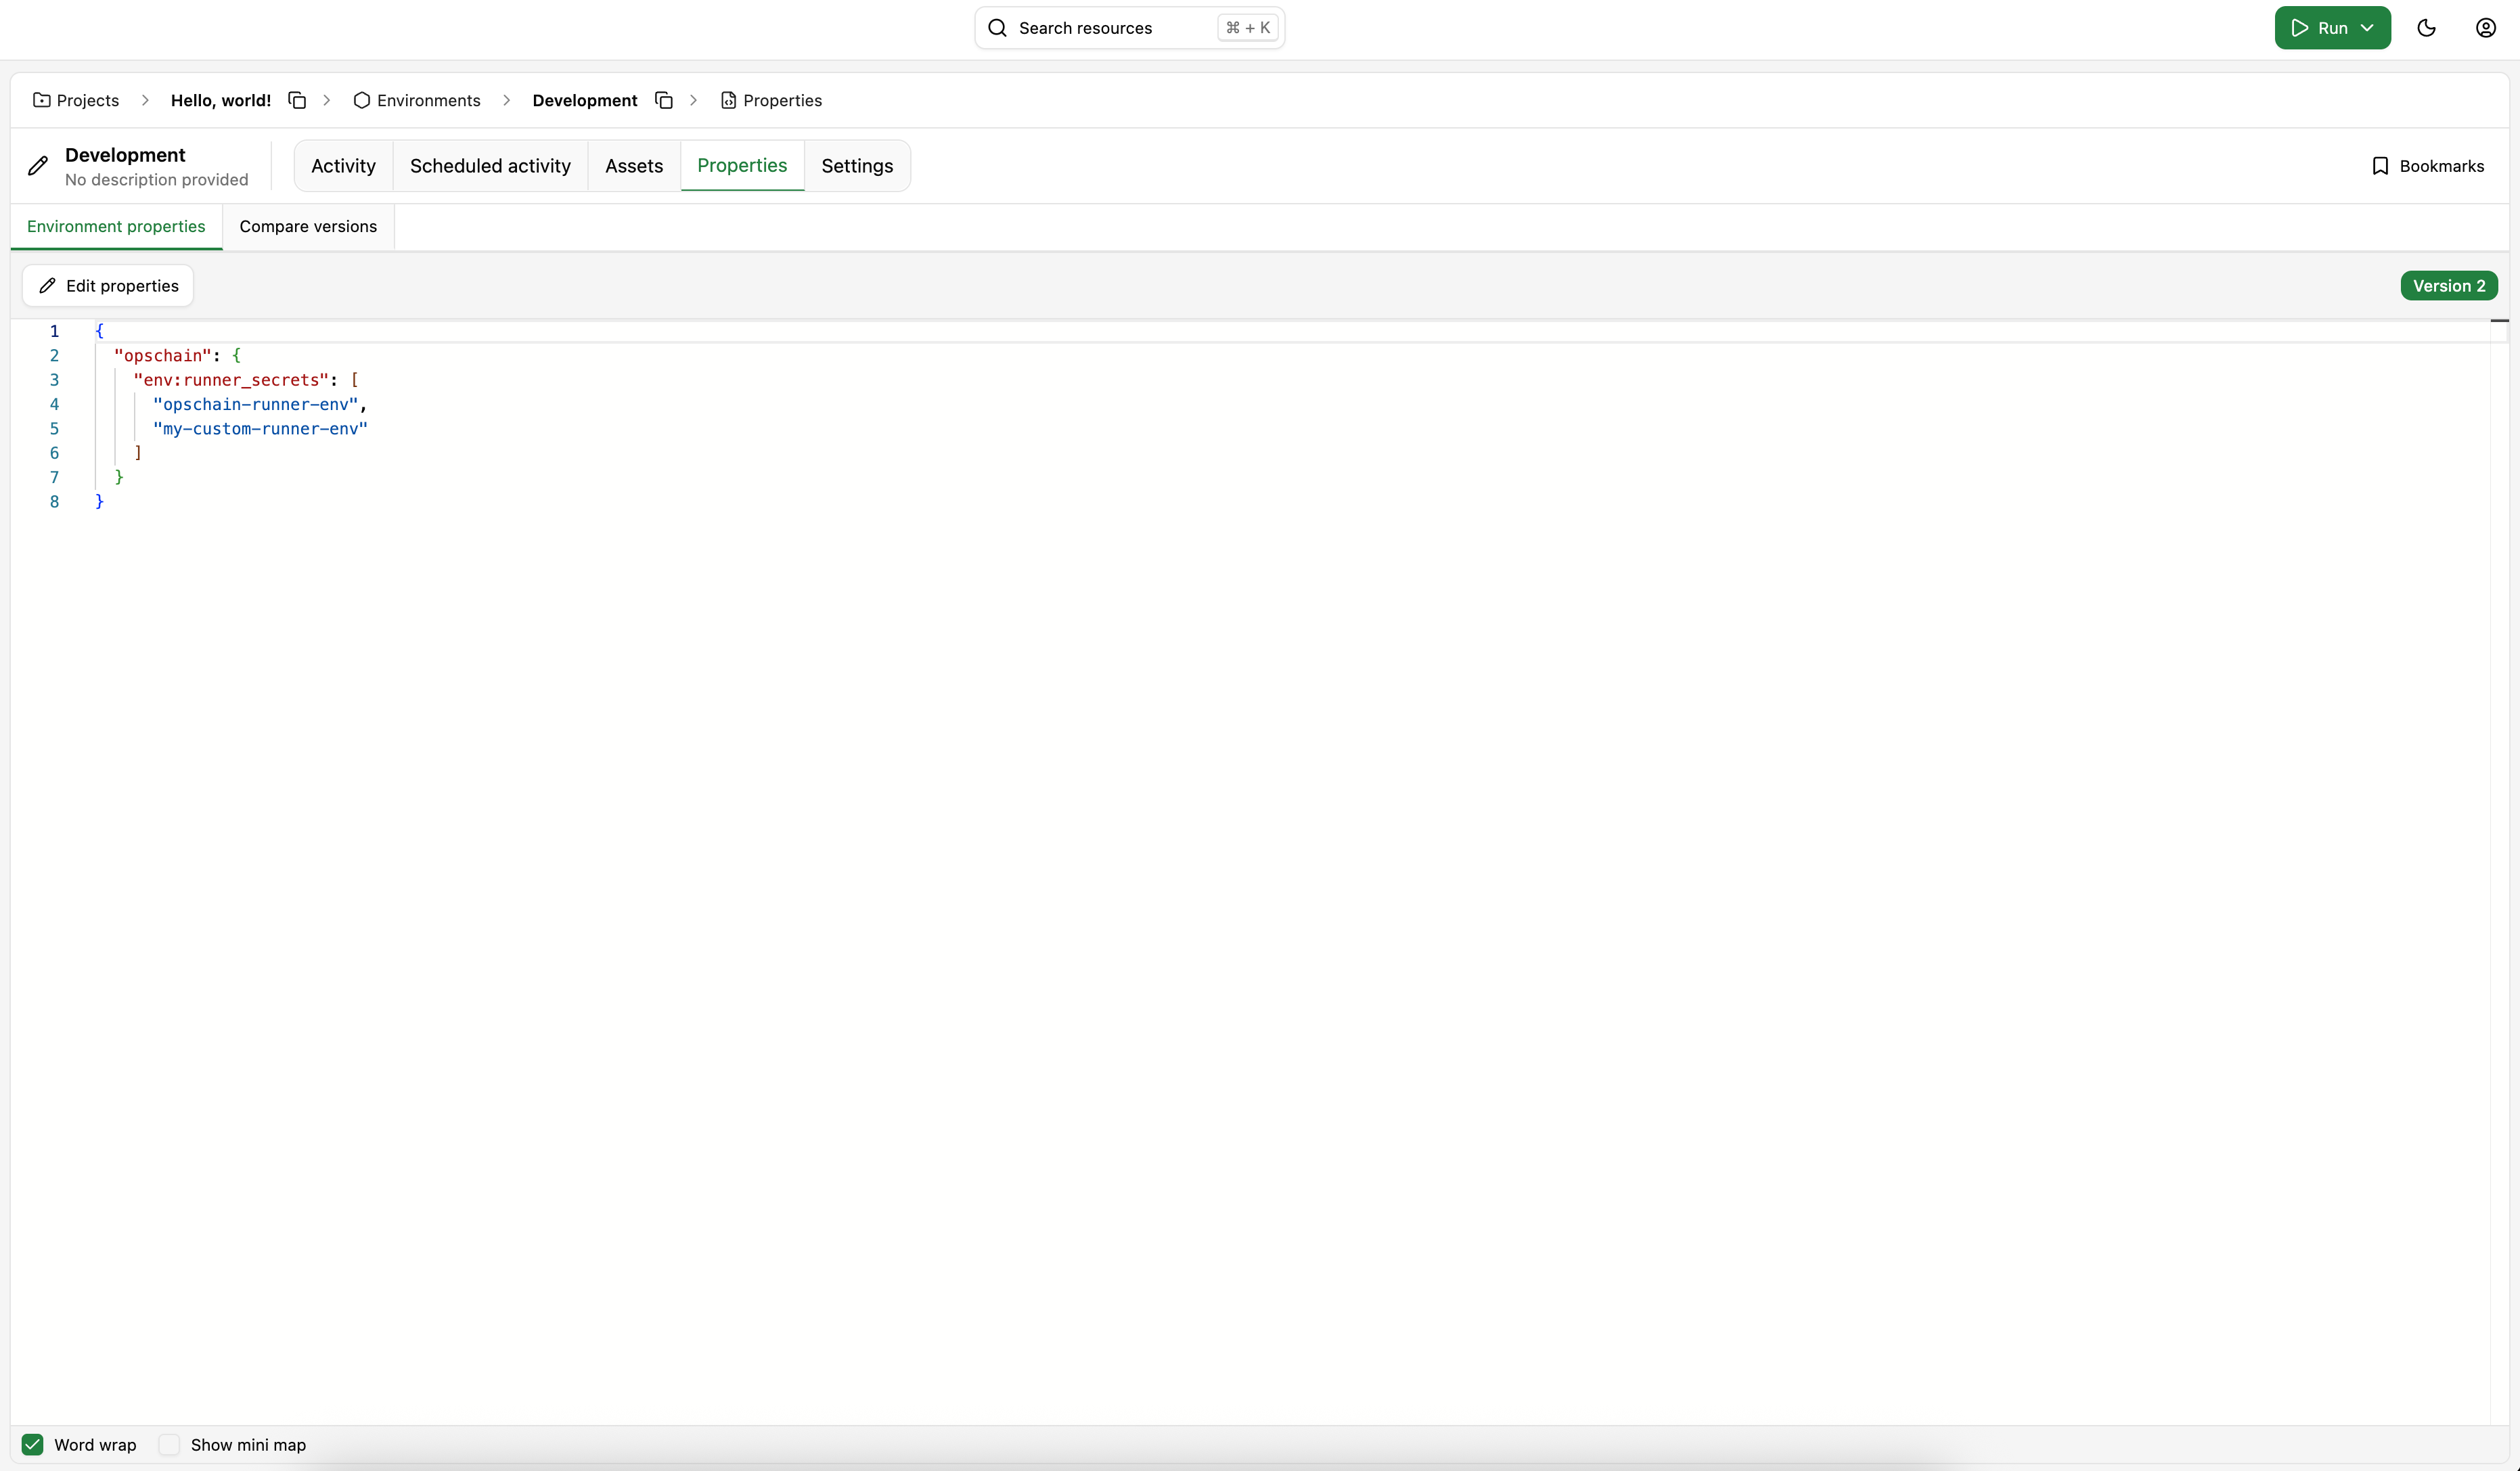 Search resources ⌘ + K
Run
Projects > Hello, world! > Environments > Development > Properties
Development
No description provided
Activity Scheduled activity Assets Properties Settings
Bookmarks
Environment properties Compare versions
Edit properties
Version 2
1 {
2 "opschain": {
3 "env:runner_secrets": [
4 "opschain-runner-env",
5 "my-custom-runner-env"
6 ]
7 }
8 }
Word wrap Show mini map